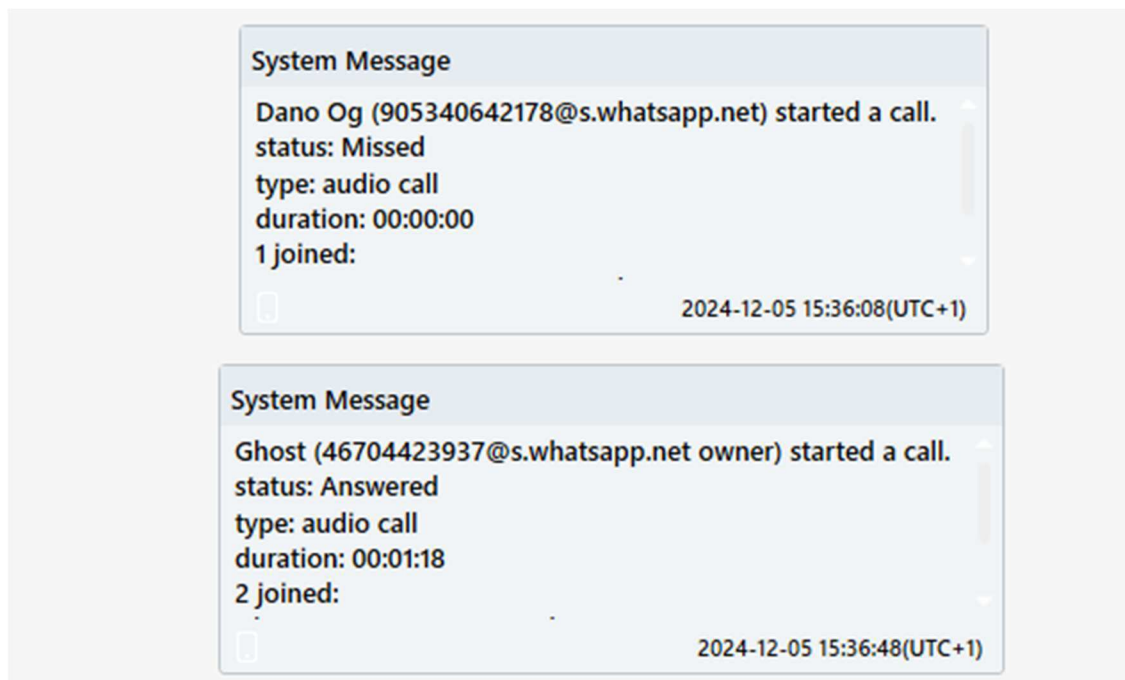 System Message
Dano Og (905340642178@s.whatsapp.net) started a call.
status: Missed
type: audio call
duration: 00:00:00
1 joined:
2024-12-05 15:36:08(UTC+1)
System Message
Ghost (46704423937@s.whatsapp.net owner) started a call.
status: Answered
type: audio call
duration: 00:01:18
2 joined:
2024-12-05 15:36:48(UTC+1)